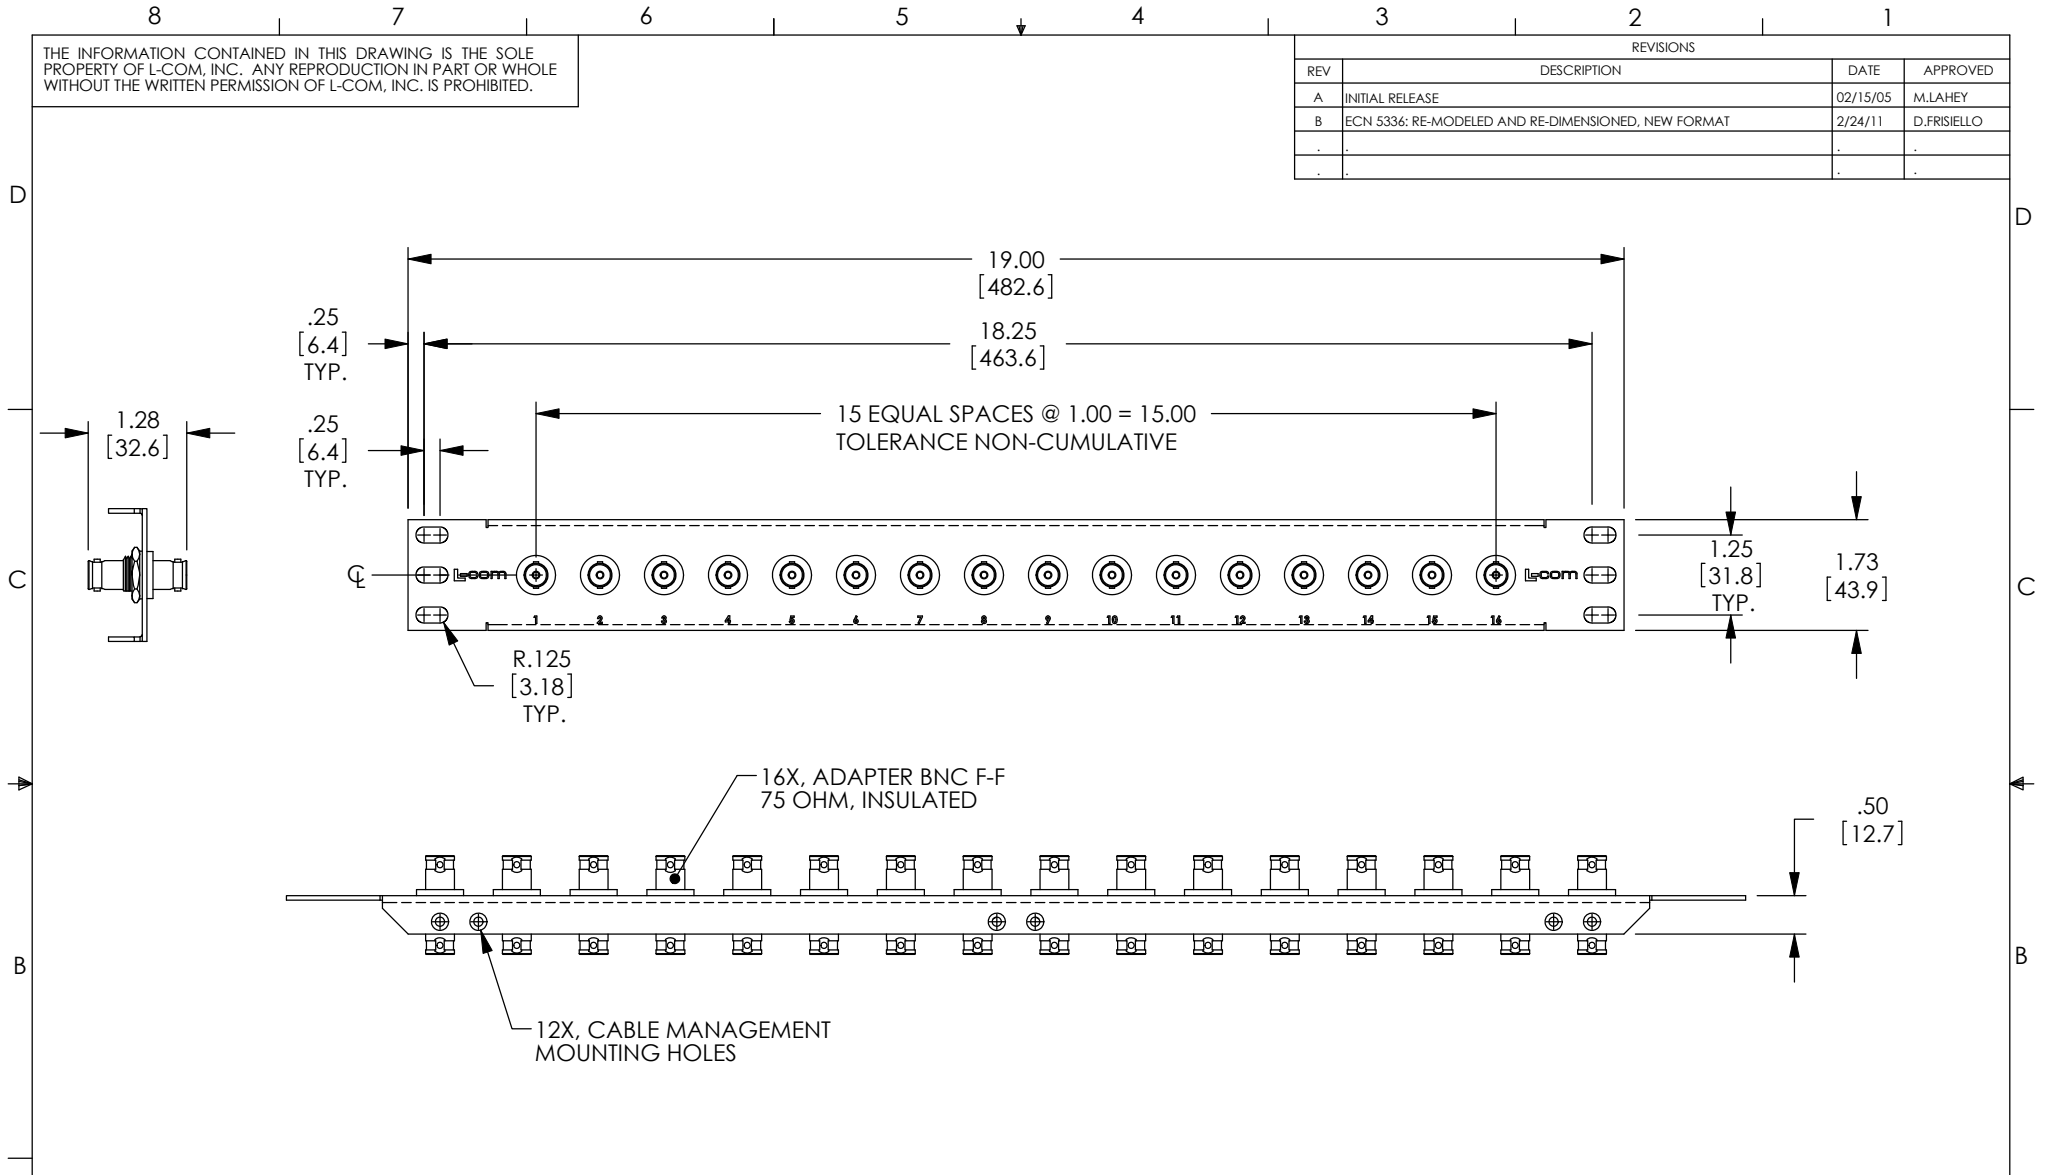 8 7 6 5 4 3 2 1
THE INFORMATION CONTAINED IN THIS DRAWING IS THE SOLE
PROPERTY OF L-COM, INC. ANY REPRODUCTION IN PART OR WHOLE
WITHOUT THE WRITTEN PERMISSION OF L-COM, INC. IS PROHIBITED.
REVISIONS
REV DESCRIPTION DATE APPROVED
A INITIAL RELEASE 02/15/05 M.LAHEY
B ECN 5336: RE-MODELED AND RE-DIMENSIONED, NEW FORMAT 2/24/11 D.FRISIELLO
. . . .
. . . .
D
D
19.00
[482.6]
.25
[6.4]
TYP.
18.25
[463.6]
1.28
[32.6]
.25
[6.4]
TYP.
15 EQUAL SPACES @ 1.00 = 15.00
TOLERANCE NON-CUMULATIVE
C
CL
L-com
L-com
1 2 3 4 5 6 7 8 9 10 11 12 13 14 15 16
1.25
[31.8]
TYP.
1.73
[43.9]
C
R.125
[3.18]
TYP.
16X, ADAPTER BNC F-F
75 OHM, INSULATED
.50
[12.7]
B
B
12X, CABLE MANAGEMENT
MOUNTING HOLES